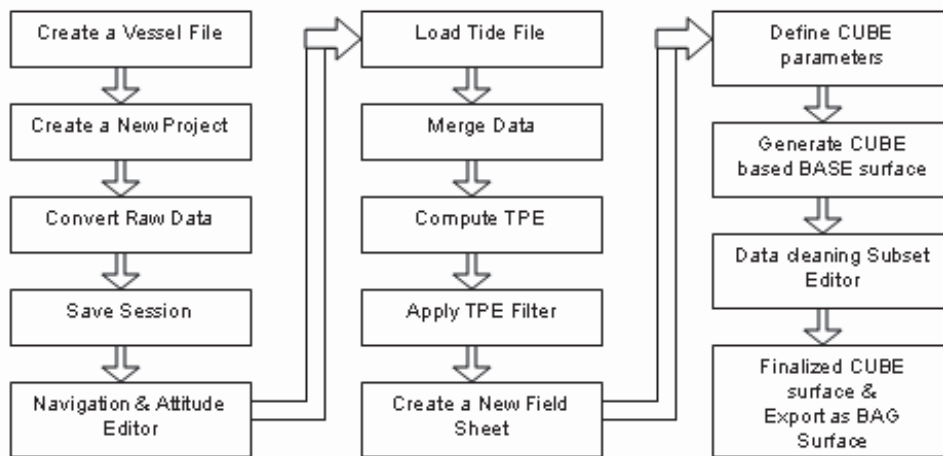 Create a Vessel File
Create a New Project
Convert Raw Data
Save Session
Navigation & Attitude
Editor
Load Tide File
Merge Data
Compute TPE
Apply TPE Filter
Create a New Field
Sheet
Define CUBE
parameters
Generate CUBE
based BASE surface
Data cleaning Subset
Editor
Finalized CUBE
surface &
Export as BAG
Surface